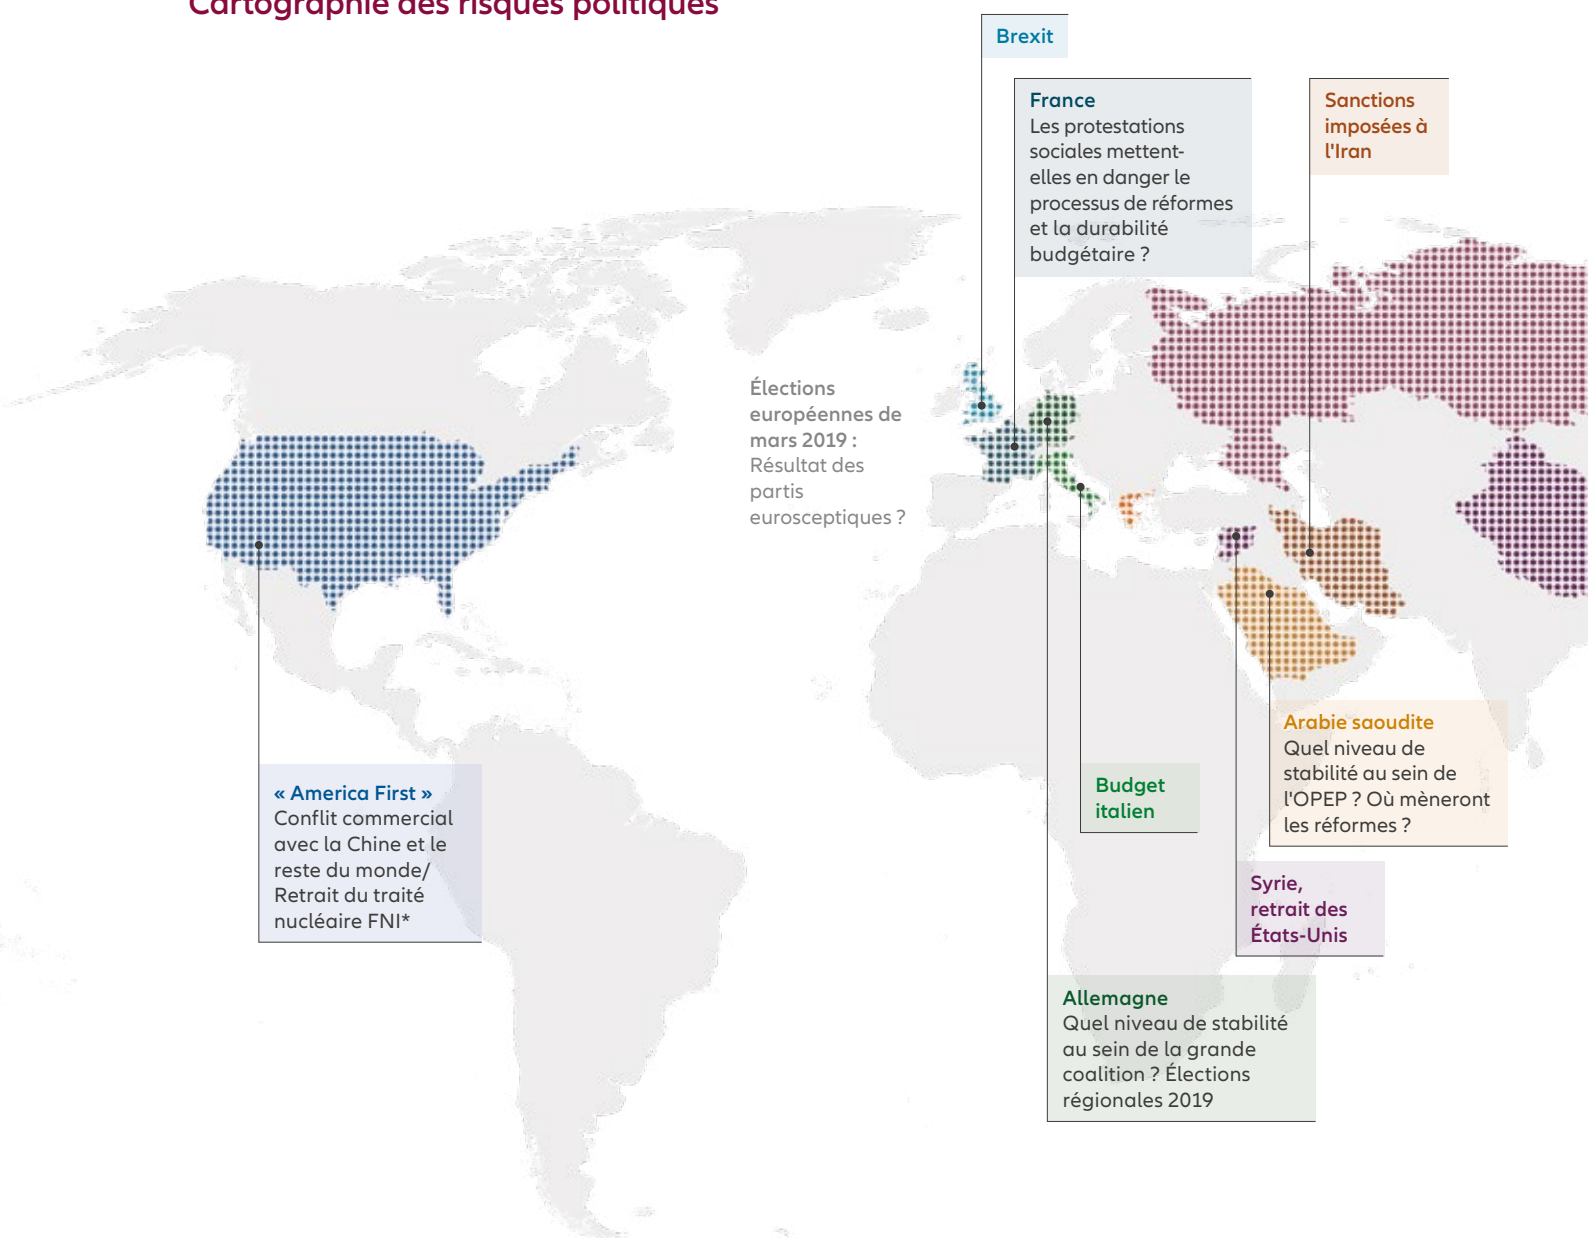 Cartographie des risques politiques
Brexit
France
Les protestations
sociales mettent-
elles en danger le
processus de réformes
et la durabilité
budgétaire ?
Sanctions
imposées à
l'Iran
Élections
européennes de
mars 2019 :
Résultat des
partis
eurosceptiques ?
« America First »
Conflit commercial
avec la Chine et le
reste du monde/
Retrait du traité
nucléaire FNI*
Budget
italien
Arabie saoudite
Quel niveau de
stabilité au sein de
l'OPEP ? Où mèneront
les réformes ?
Syrie,
retrait des
États-Unis
Allemagne
Quel niveau de stabilité
au sein de la grande
coalition ? Élections
régionales 2019